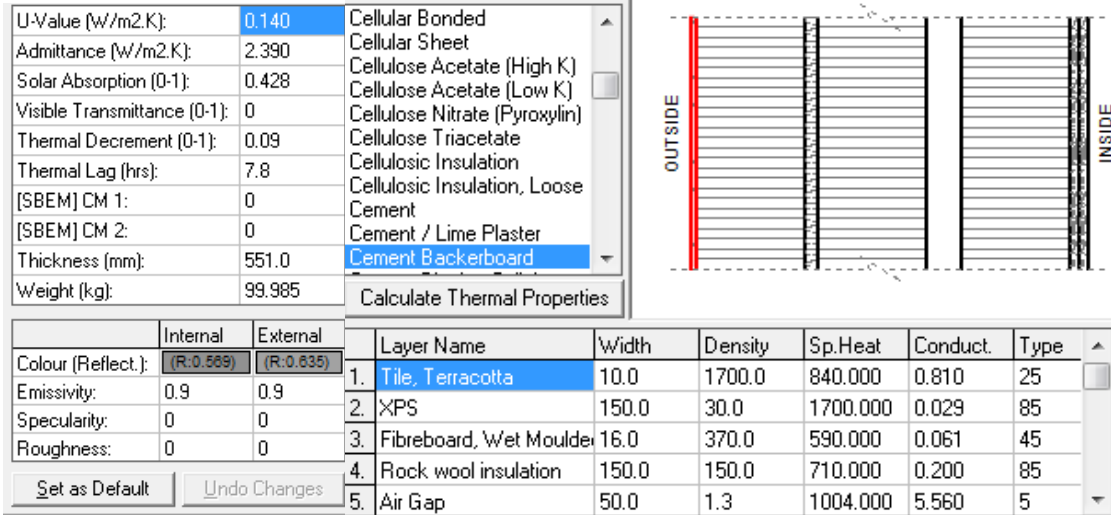 U-Value (W/m2.K): 0.140
Admittance (W/m2.K): 2.390
Solar Absorption (0-1): 0.428
Visible Transmittance (0-1): 0
Thermal Decrement (0-1): 0.09
Thermal Lag (hrs): 7.8
[SBEM] CM 1: 0
[SBEM] CM 2: 0
Thickness (mm): 551.0
Weight (kg): 99.985
Internal External
Colour (Reflect.): (R:0.569) (R:0.635)
Emissivity: 0.9 0.9
Specularity: 0 0
Roughness: 0 0
Set as Default Undo Changes
Cellular Bonded
Cellular Sheet
Cellulose Acetate (High K)
Cellulose Acetate (Low K)
Cellulose Nitrate (Pyroxylin)
Cellulose Triacetate
Cellulosic Insulation
Cellulosic Insulation, Loose
Cement
Cement / Lime Plaster
Cement Backerboard
Calculate Thermal Properties
OUTSIDE
INSIDE
Layer Name Width Density Sp.Heat Conduct. Type
1. Tile, Terracotta 10.0 1700.0 840.000 0.810 25
2. XPS 150.0 30.0 1700.000 0.029 85
3. Fibreboard, Wet Moulde 16.0 370.0 590.000 0.061 45
4. Rock wool insulation 150.0 150.0 710.000 0.200 85
5. Air Gap 50.0 1.3 1004.000 5.560 5